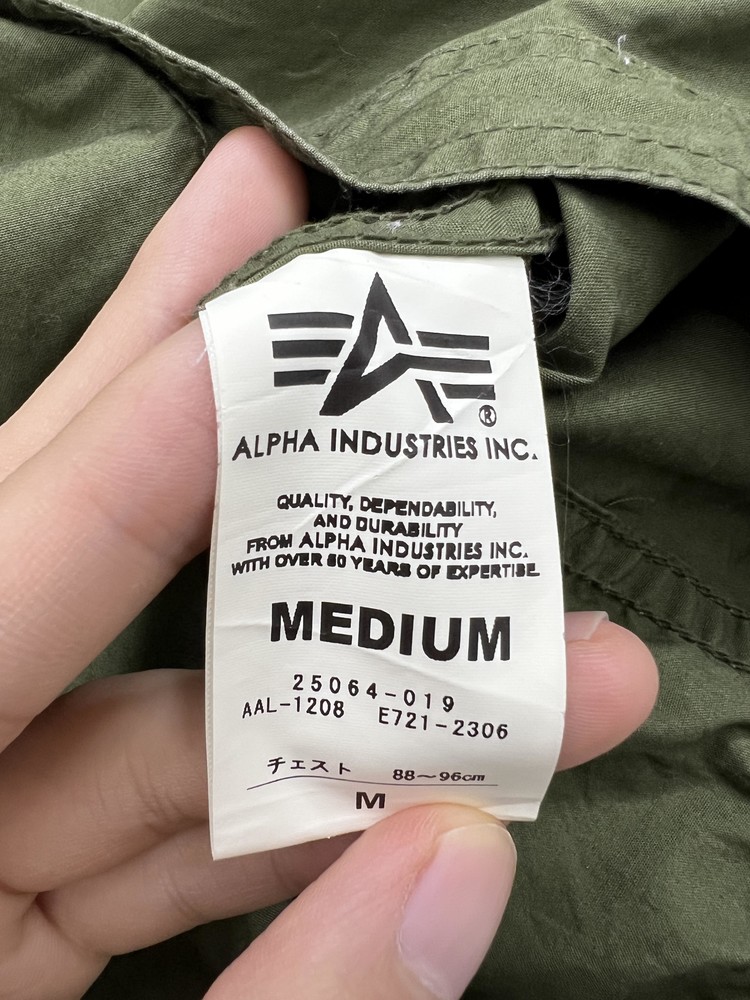 ®
ALPHA INDUSTRIES INC.
QUALITY, DEPENDABILITY,
AND DURABILITY
FROM ALPHA INDUSTRIES INC.
WITH OVER 60 YEARS OF EXPERTISE
MEDIUM
25064-019
AAL-1208 E721-2306
チェスト 88〜96cm
M